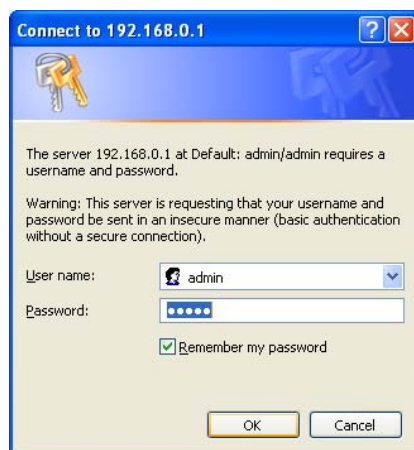 Connect to 192.168.0.1
The server 192.168.0.1 at Default: admin/admin requires a
username and password.
Warning: This server is requesting that your username and
password be sent in an insecure manner (basic authentication
without a secure connection).
User name:
admin
Password:
Remember my password
OK
Cancel